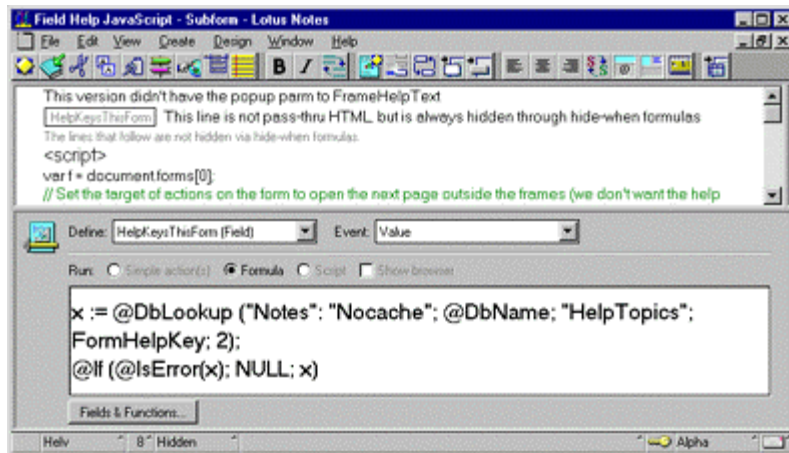 Field Help JavaScript - Subform - Lotus Notes
File Edit View Create Design Window Help
B I
This version didn't have the popup parm to FrameHelpText
HelpKeysThisForm This line is not pass-thru HTML but is always hidden through hide-when formulas
The lines that follow are not hidden via hide-when formulas.
<script>
var f = document.forms[0];
// Set the target of actions on the form to open the next page outside the frames (we don't want the help
Define: HelpKeysThisForm (Field) Event: Value
Run: Simple action(s) Formula Script Show browser
x := @DbLookup ("Notes": "Nocache"; @DbName; "HelpTopics";
FormHelpKey; 2);
@If (@IsError(x); NULL; x)
Fields & Functions...
Helv 8 Hidden Alpha